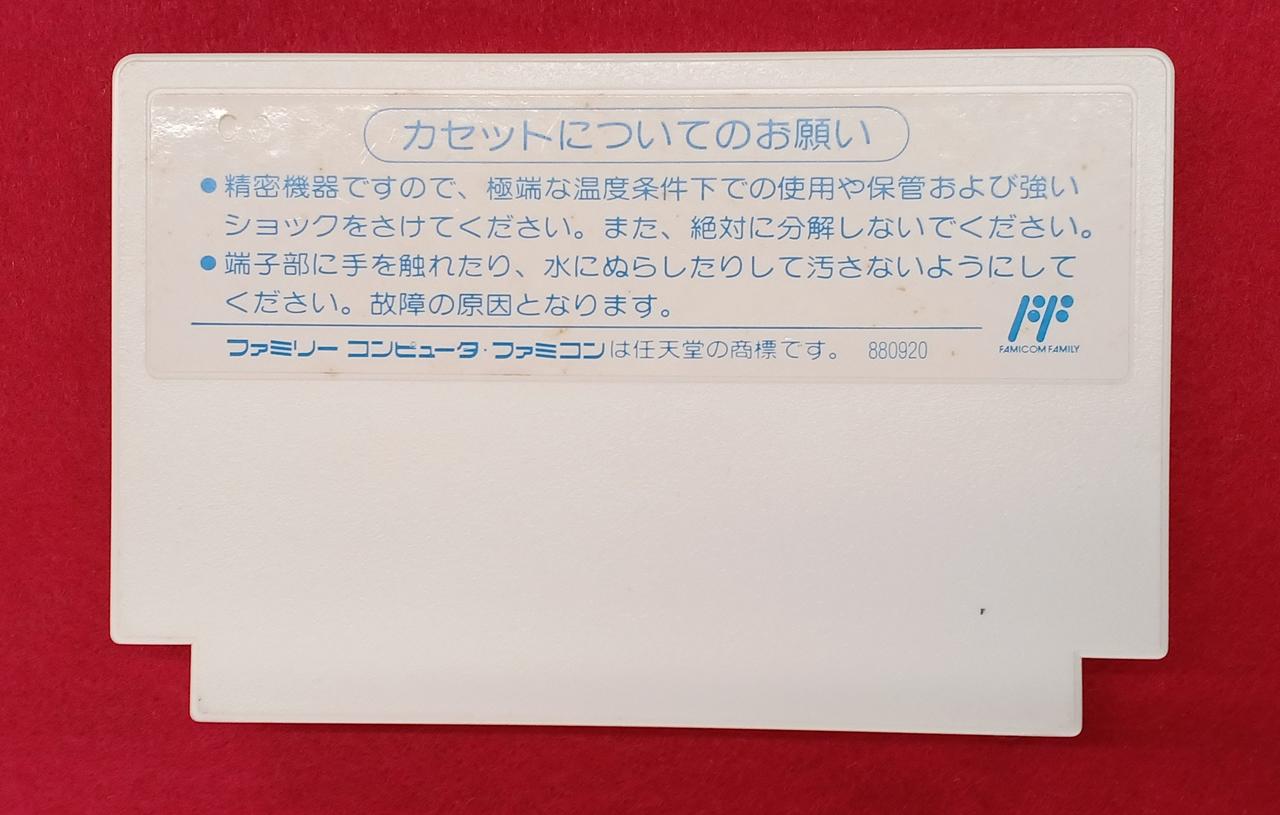 カセットについてのお願い
●精密機器ですので、極端な温度条件下での使用や保管および強い
ショックをさけてください。また、絶対に分解しないでください。
●端子部に手を触れたり、水にぬらしたりして汚さないようにして
ください。故障の原因となります。
ファミリーコンピュータ・ファミコンは任天堂の商標です。 880920
FF
FAMICOM FAMILY